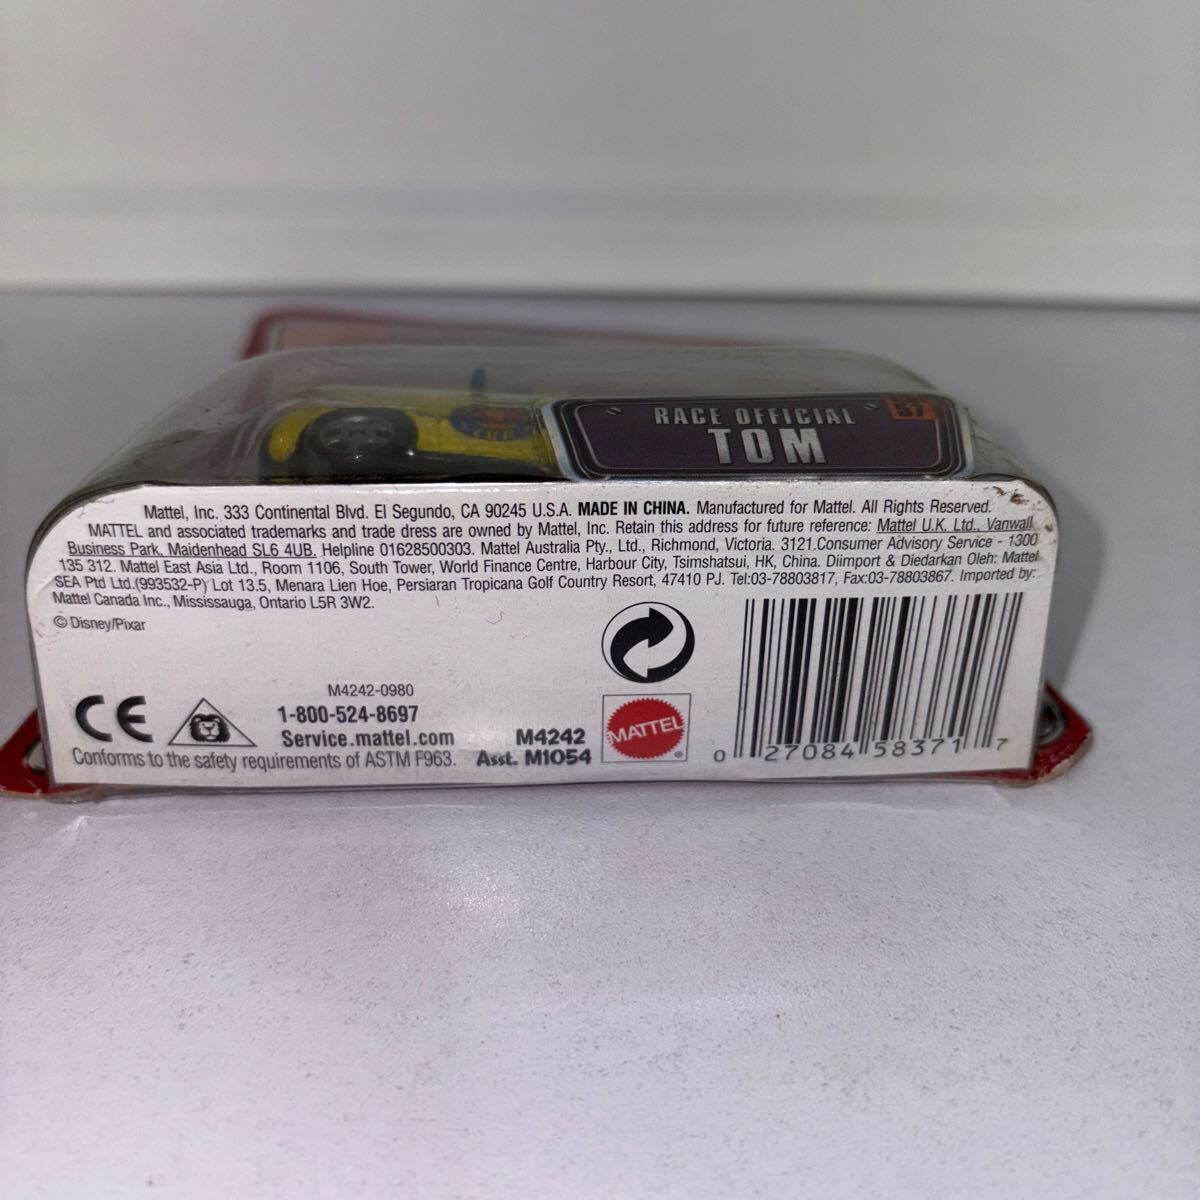 " RACE OFFICIAL "
TOM
57
CUP
Mattel, Inc. 333 Continental Blvd. El Segundo, CA 90245 U.S.A. MADE IN CHINA. Manufactured for Mattel. All Rights Reserved.
MATTEL and associated trademarks and trade dress are owned by Mattel, Inc. Retain this address for future reference: Mattel U.K. Ltd., Vanwall
Business Park, Maidenhead SL6 4UB. Helpline 01628500303. Mattel Australia Pty., Ltd., Richmond, Victoria. 3121.Consumer Advisory Service - 1300
135 312. Mattel East Asia Ltd., Room 1106, South Tower, World Finance Centre, Harbour City, Tsimshatsui, HK, China. Diimport & Diedarkan Oleh: Mattel
SEA Ptd Ltd.(993532-P) Lot 13.5, Menara Lien Hoe, Persiaran Tropicana Golf Country Resort, 47410 PJ. Tel:03-78803817, Fax:03-78803867. Imported by:
Mattel Canada Inc., Mississauga, Ontario L5R 3W2.
© Disney/Pixar
M4242-0980
CE
1-800-524-8697
Service.mattel.com
Conforms to the safety requirements of ASTM F963.
M4242
Asst. M1054
MATTEL
®
0 27084 58371 7